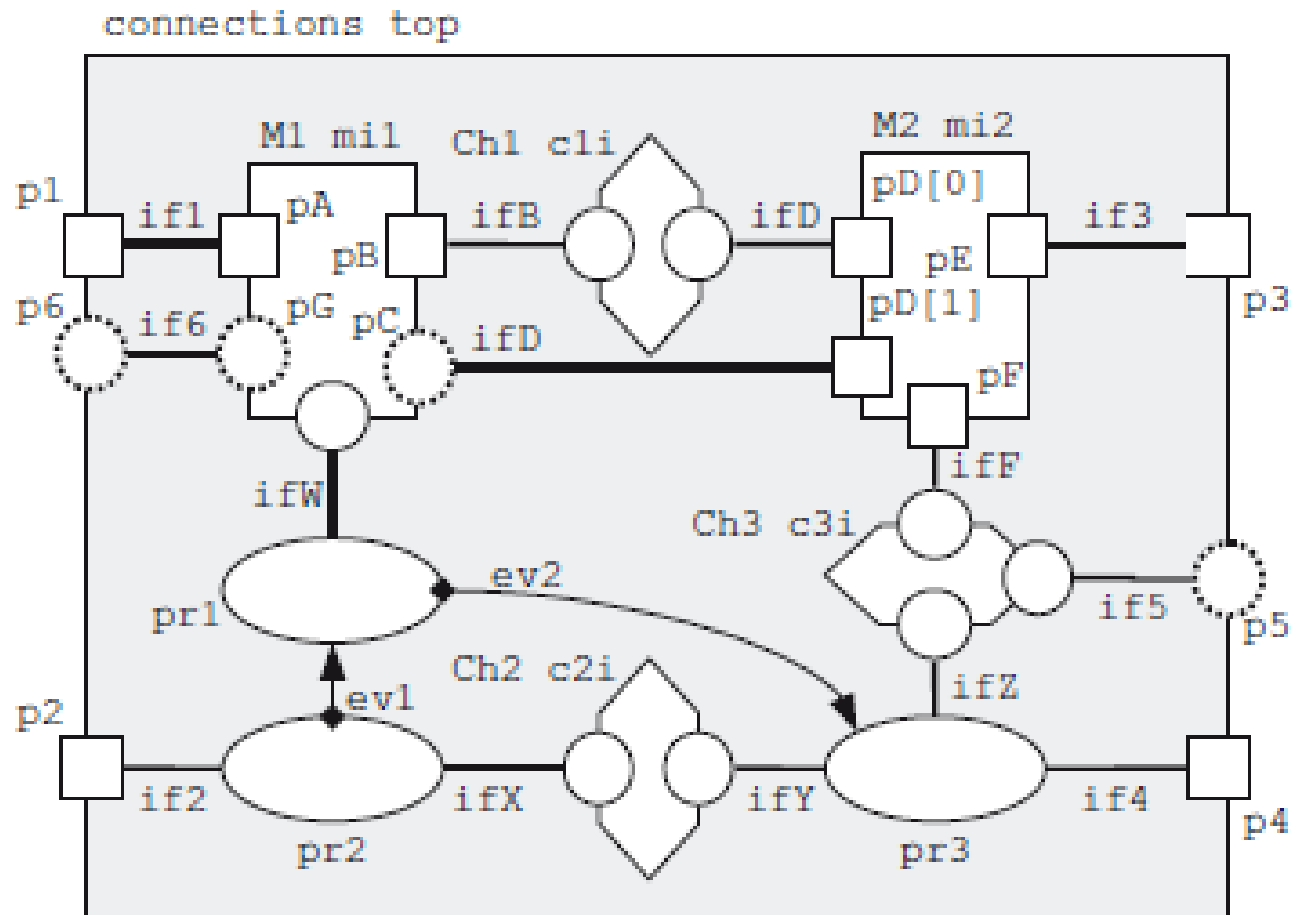 connections top
M1 mi1
Ch1 c1i
M2 mi2
p1
if1
pA
pB
ifB
ifD
pD[0]
pE
if3
p3
p6
if6
pG
pC
ifD
pD[1]
pF
ifW
ifF
Ch3 c3i
pr1
ev2
if5
p5
ev1
Ch2 c2i
ifZ
p2
if2
ifX
ifY
if4
p4
pr2
pr3